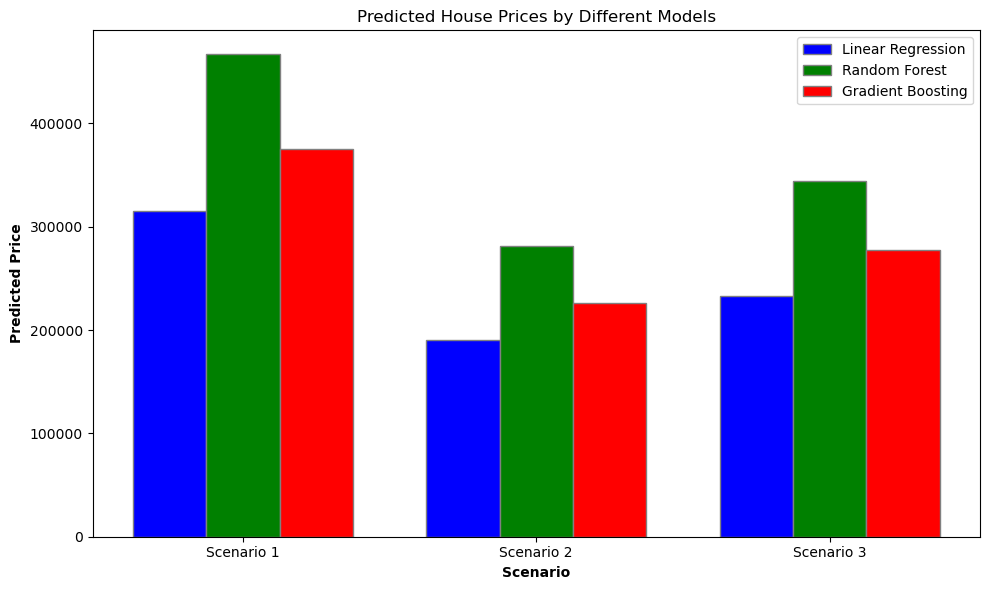 Predicted House Prices by Different Models
Linear Regression
Random Forest
Gradient Boosting
Predicted Price
400000
300000
200000
100000
0
Scenario 1
Scenario 2
Scenario 3
Scenario